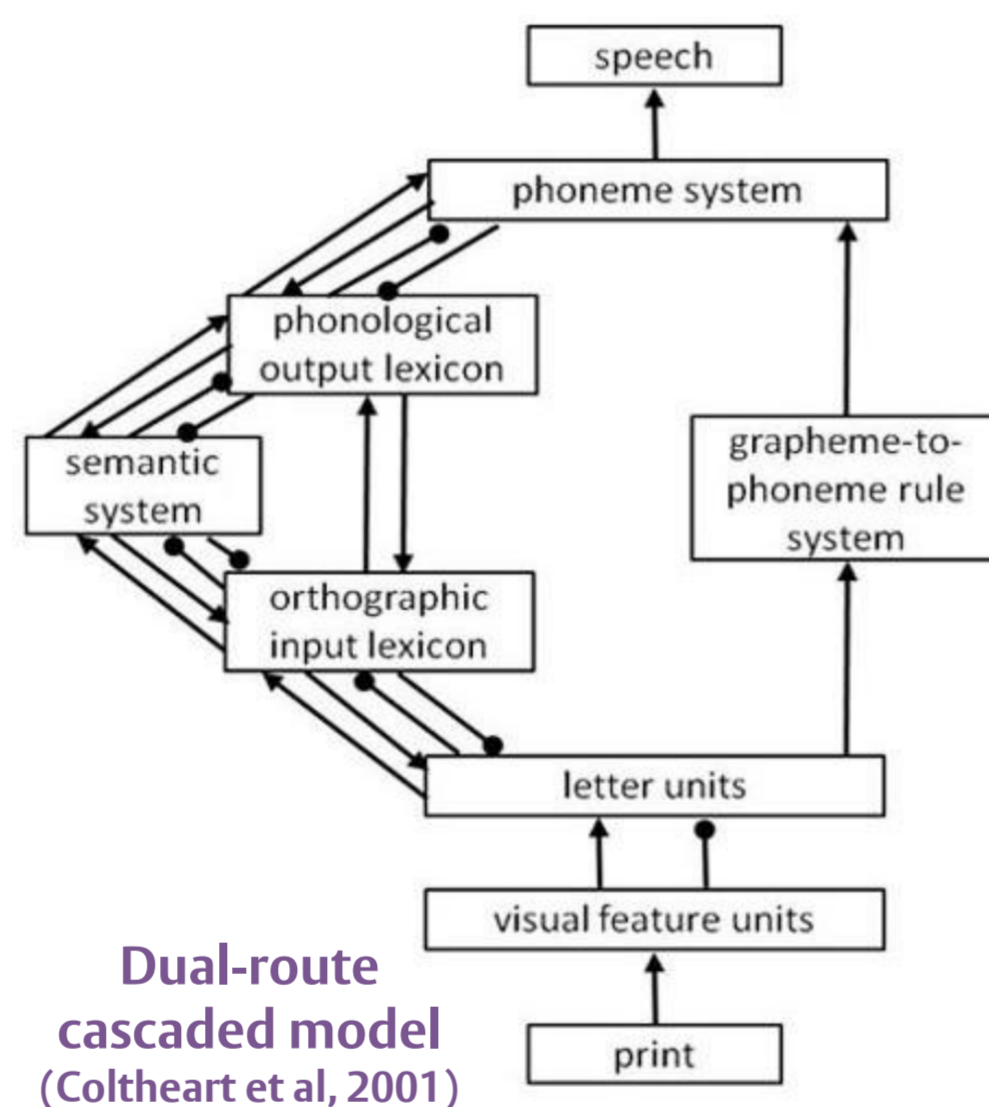 speech
phoneme system
phonological
output lexicon
semantic
system
grapheme-to-
phoneme rule
system
orthographic
input lexicon
letter units
visual feature units
print
Dual-route
cascaded model
(Coltheart et al, 2001)